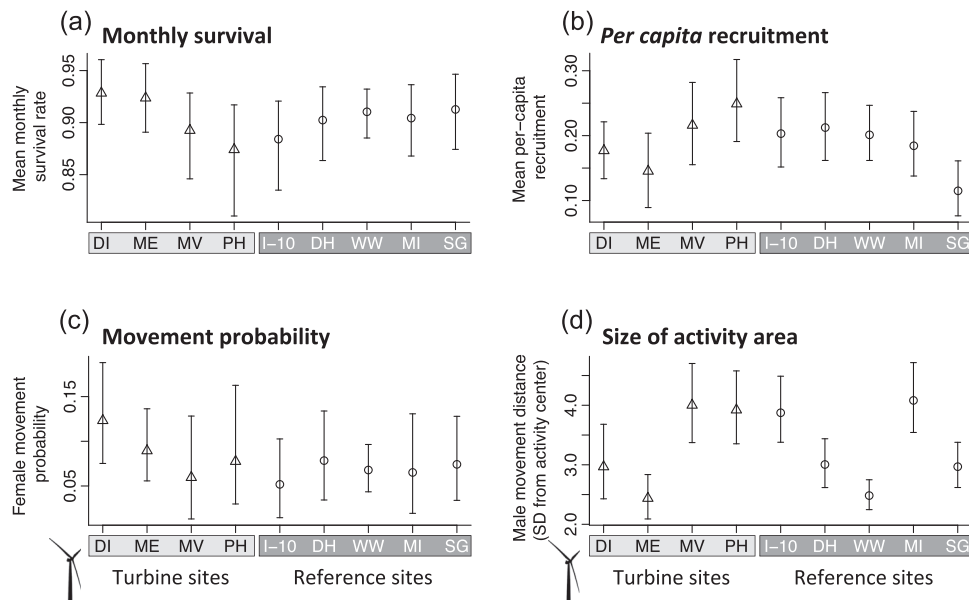 (a) Monthly survival
Mean monthly
survival rate
0.95
0.90
0.85
DI ME MV PH I−10 DH WW MI SG
(b) Per capita recruitment
Mean per−capita
recruitment
0.30
0.20
0.10
DI ME MV PH I−10 DH WW MI SG
(c) Movement probability
Female movement
probability
0.15
0.05
DI ME MV PH I−10 DH WW MI SG
Turbine sites Reference sites
(d) Size of activity area
Male movement distance
(SD from activity center)
4.0
3.0
2.0
DI ME MV PH I−10 DH WW MI SG
Turbine sites Reference sites